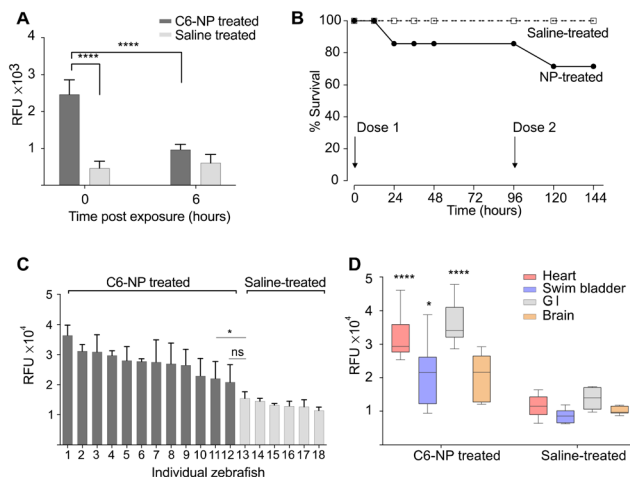 A
C6-NP treated
Saline treated
****
****
RFU ×10³
3
2
1
0
6
Time post exposure (hours)
B
100
80
60
40
20
0
% Survival
Saline-treated
NP-treated
Dose 1
Dose 2
0
24
48
72
96
120
144
Time (hours)
C
C6-NP treated
Saline-treated
*
ns
RFU ×10⁴
5
4
3
2
1
1 2 3 4 5 6 7 8 9 10 11 12 13 14 15 16 17 18
Individual zebrafish
D
Heart
Swim bladder
G I
Brain
****
*
****
RFU ×10⁴
5
4
3
2
1
0
C6-NP treated
Saline-treated